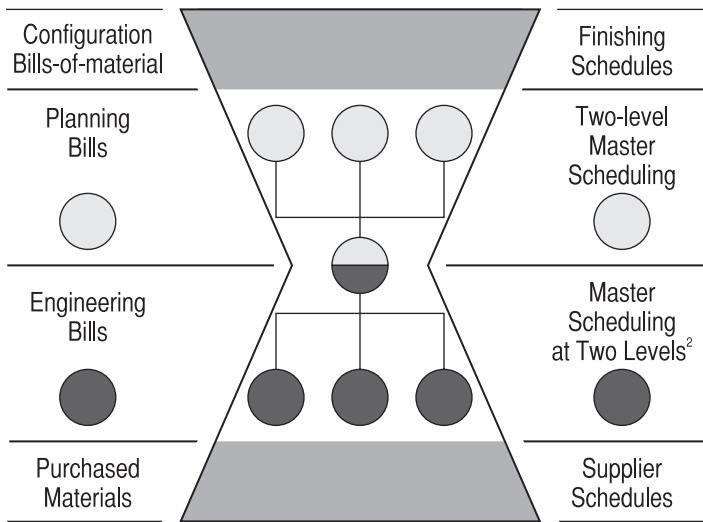 Configuration
Bills-of-material
Finishing
Schedules
Planning
Bills
Two-level
Master
Scheduling
Engineering
Bills
Master
Scheduling
at Two Levels²
Purchased
Materials
Supplier
Schedules